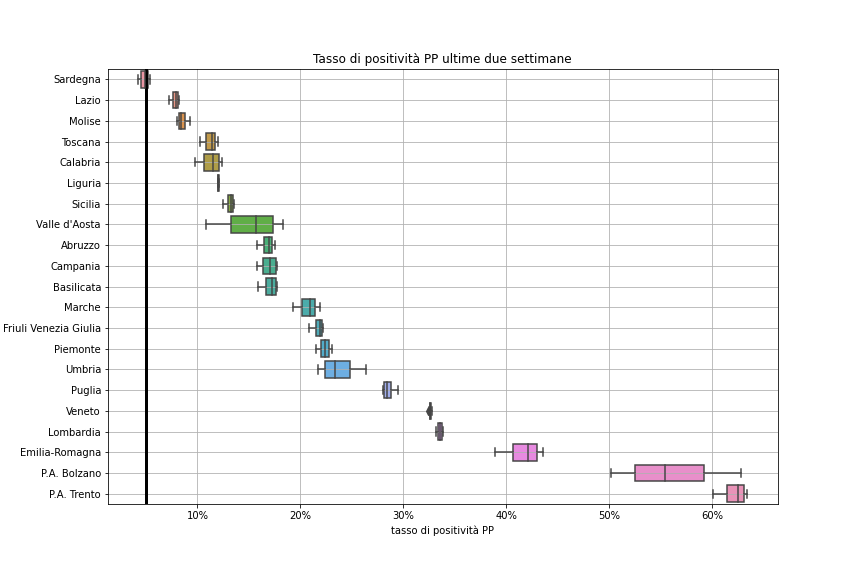 Tasso di positività PP ultime due settimane
Sardegna
Lazio
Molise
Toscana
Calabria
Liguria
Sicilia
Valle d'Aosta
Abruzzo
Campania
Basilicata
Marche
Friuli Venezia Giulia
Piemonte
Umbria
Puglia
Veneto
Lombardia
Emilia-Romagna
P.A. Bolzano
P.A. Trento
10% 20% 30% 40% 50% 60%
tasso di positività PP